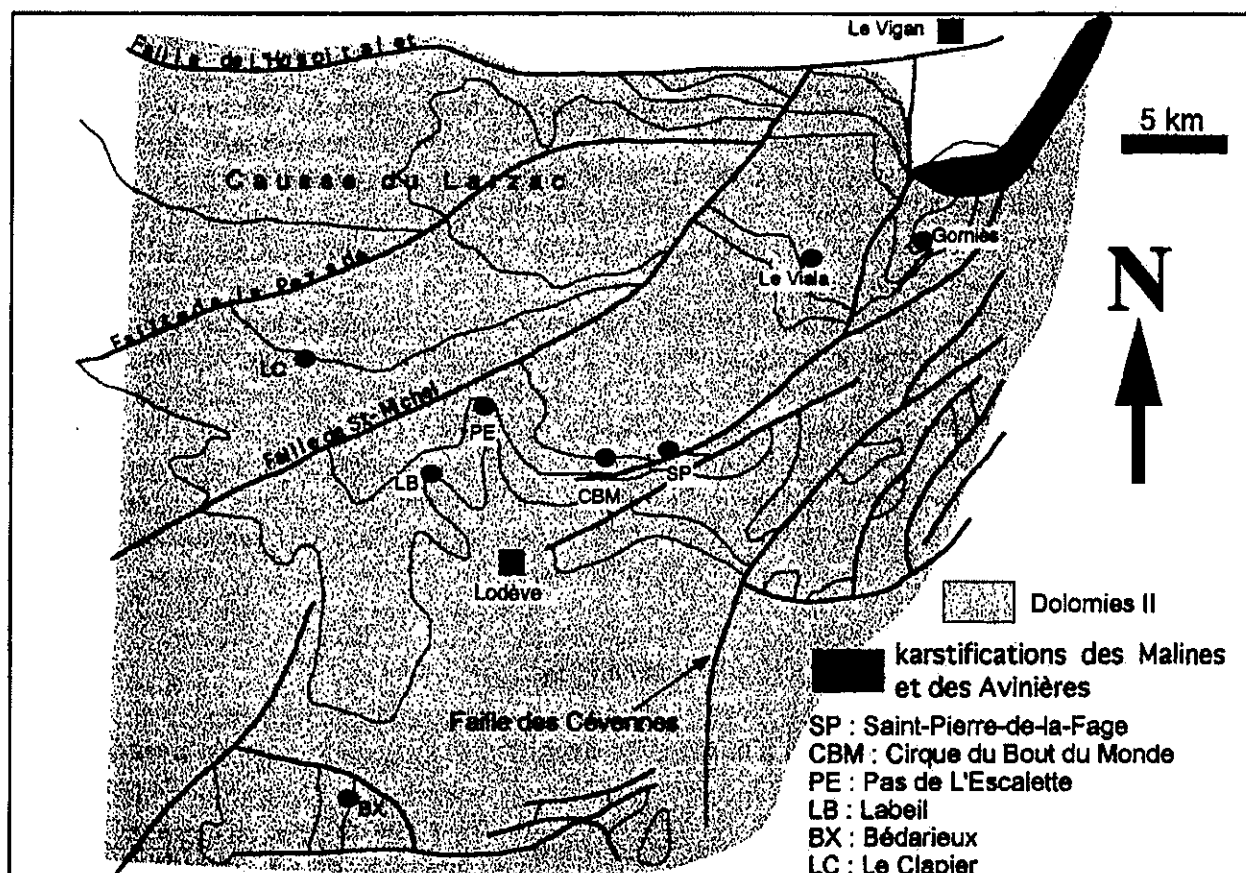 Le Vigan
Faille de l'Hospitalet
5 km
Causse du Larzac
Gornies
Le Viala
N
Faille de la Parade
LC
Faille de St-Michel
PE
LB
SP
CBM
Lodève
Dolomies II
karstifications des Malines
et des Avinières
Faille des Cévennes
SP : Saint-Pierre-de-la-Fage
CBM : Cirque du Bout du Monde
PE : Pas de L'Escalette
LB : Labeil
BX : Bédarieux
LC : Le Clapier
BX